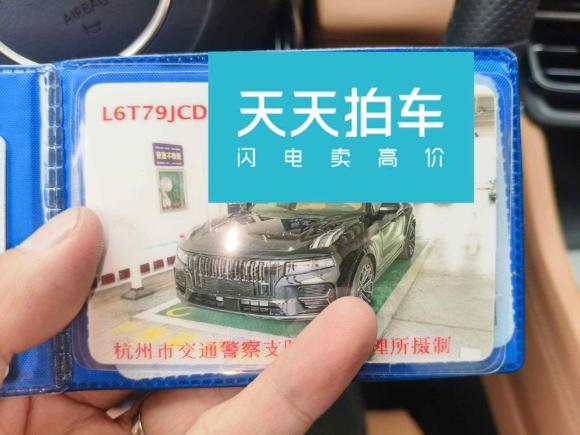 AIRBAG
L6T79JCD
天天拍车
闪电卖高价
杭州市交通警察支
理所摄制